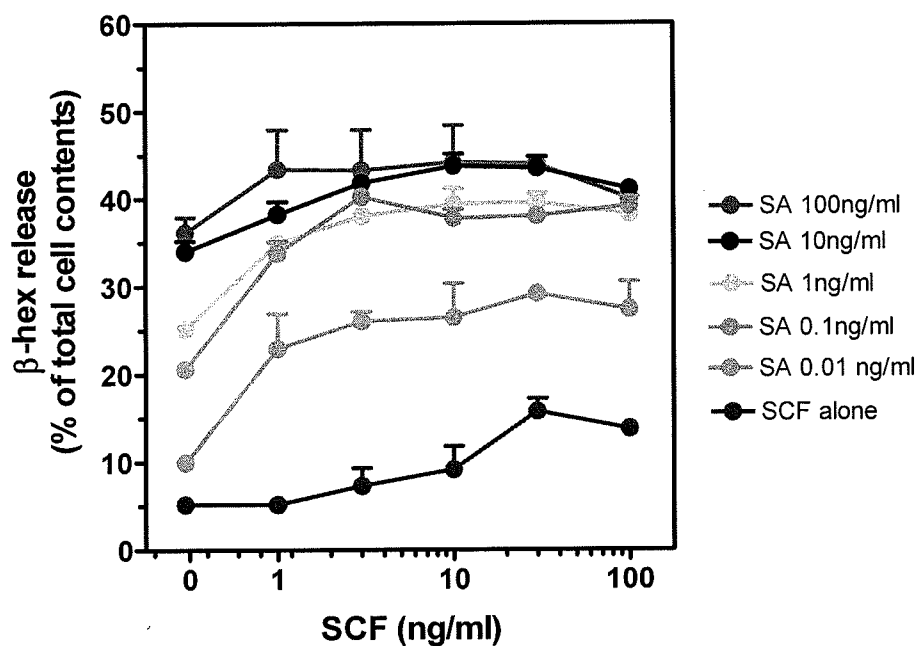 β-hex release
(% of total cell contents)
60
50
40
30
20
10
0
0 1 10 100
SCF (ng/ml)
SA 100ng/ml
SA 10ng/ml
SA 1ng/ml
SA 0.1ng/ml
SA 0.01 ng/ml
SCF alone